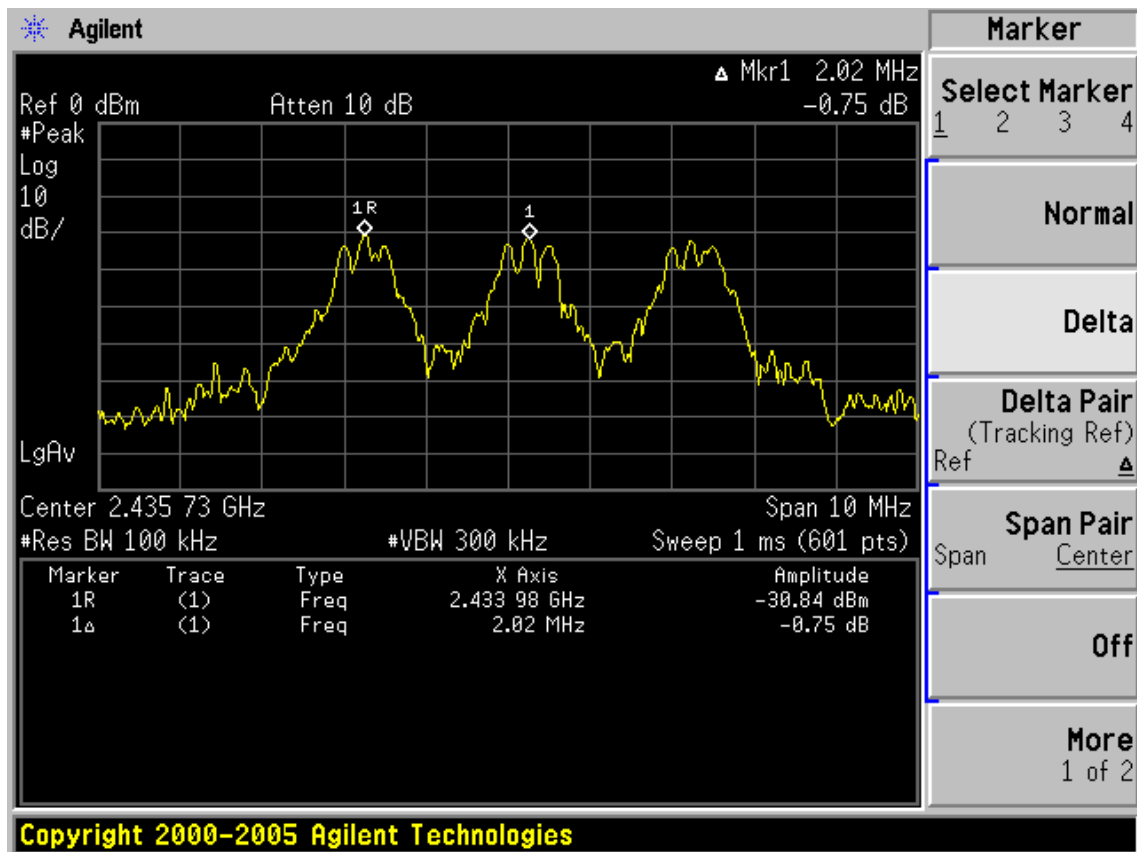 Agilent
Δ Mkr1 2.02 MHz
Ref 0 dBm Atten 10 dB -0.75 dB
#Peak
Log
10
dB/
1R
1
LgAv
Center 2.435 73 GHz Span 10 MHz
#Res BW 100 kHz #VBW 300 kHz Sweep 1 ms (601 pts)
Marker Trace Type X Axis Amplitude
1R (1) Freq 2.433 98 GHz -30.84 dBm
1Δ (1) Freq 2.02 MHz -0.75 dB
Copyright 2000-2005 Agilent Technologies
Marker
Select Marker
1 2 3 4
Normal
Delta
Delta Pair
(Tracking Ref)
Ref Δ
Span Pair
Span Center
Off
More
1 of 2